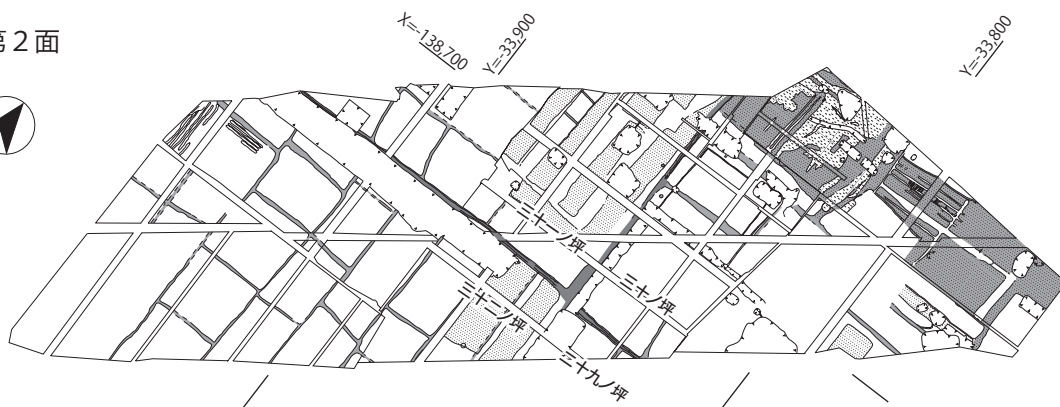 第２面
X=-138,700
Y=-33,900
Y=-33,800
三十一ノ坪
三十ノ坪
三十二ノ坪
二十九ノ坪